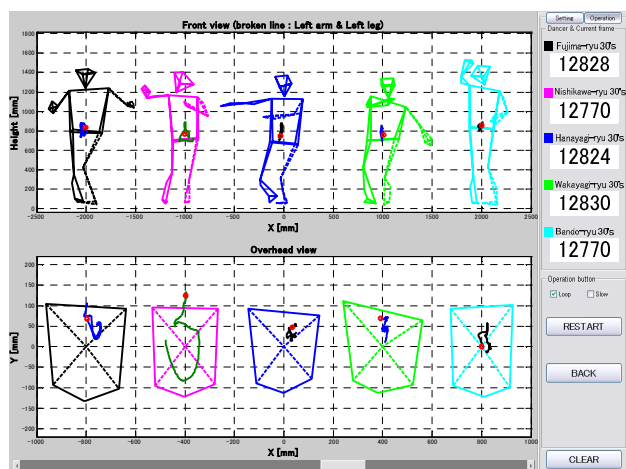 Front view (broken line : Left arm & Left leg)
Height [mm]
1800
1600
1400
1200
1000
800
600
400
200
0
-2500 -2000 -1500 -1000 -500 0 500 1000 1500 2000 2500
X [mm]
Overhead view
Y [mm]
200
150
100
50
0
-50
-100
-150
-200
-1000 -800 -600 -400 -200 0 200 400 600 800 1000
X [mm]
Setting Operation
Dancer & Current frame
Fujima-ryu 30's
12828
Nishikawa-ryu 30's
12770
Hanayagi-ryu 30's
12824
Wakayagi-ryu 30's
12830
Bando-ryu 30's
12770
Operation button
Loop Slow
RESTART
BACK
CLEAR